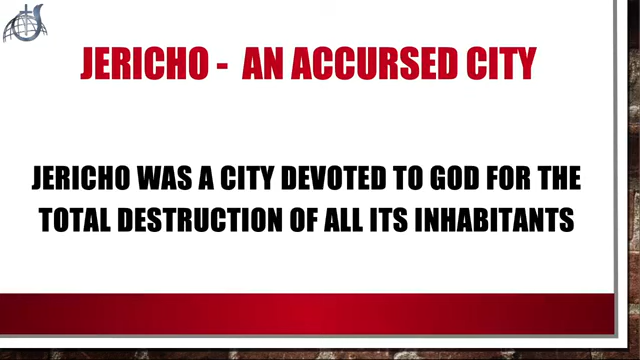 JERICHO - AN ACCURSED CITY
JERICHO WAS A CITY DEVOTED TO GOD FOR THE
TOTAL DESTRUCTION OF ALL ITS INHABITANTS